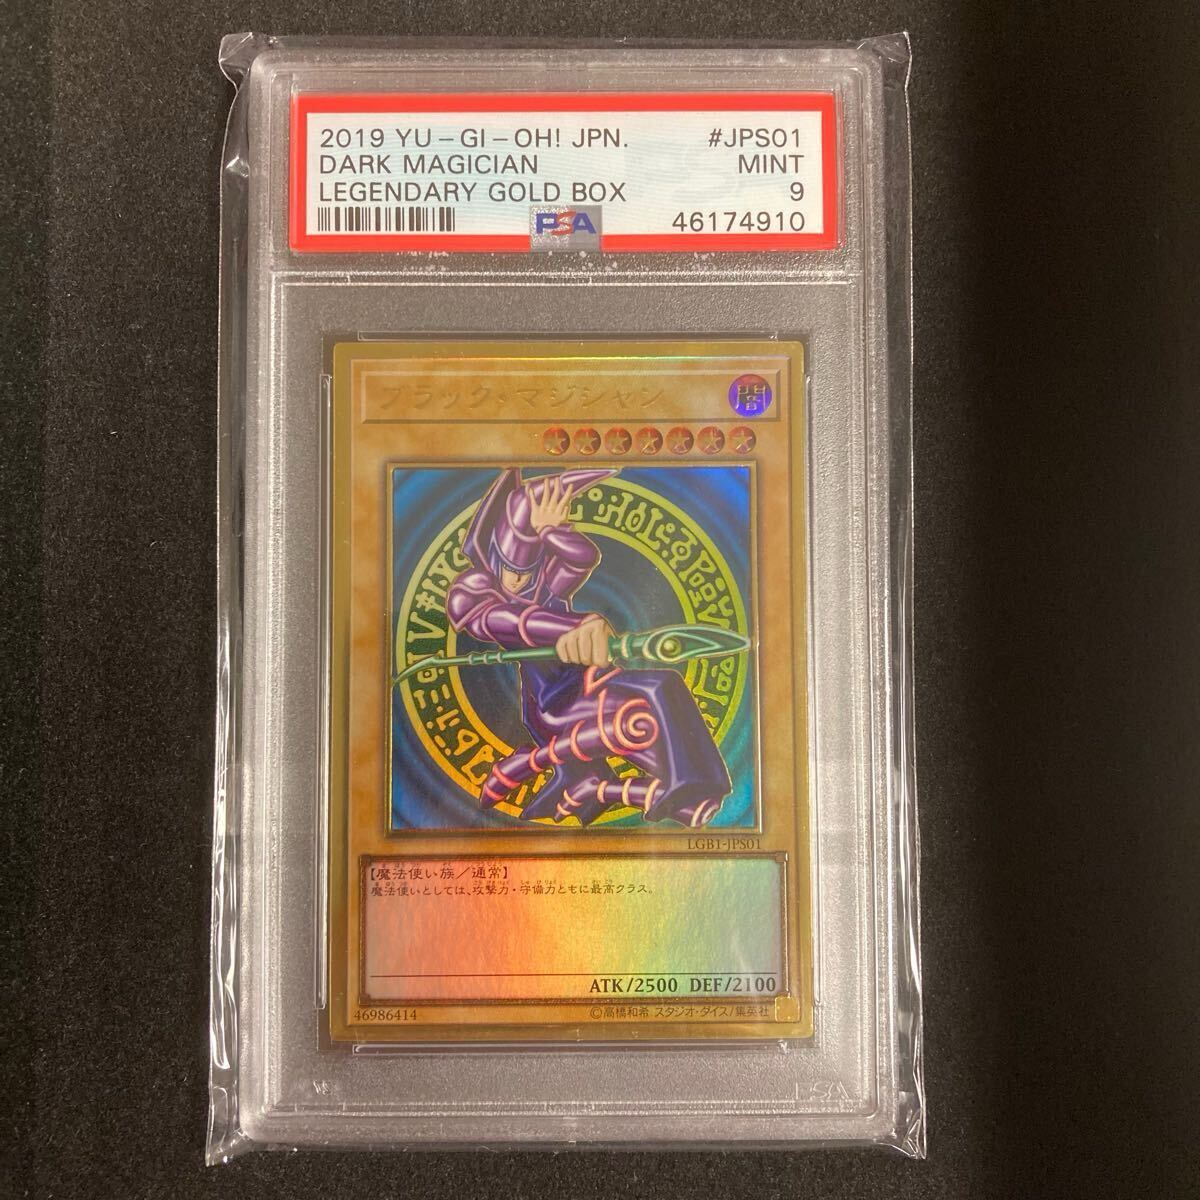 2019 YU-GI-OH! JPN. #JPS01
DARK MAGICIAN MINT
LEGENDARY GOLD BOX 9
PSA 46174910
ブラック・マジシャン
闇
LGB1-JPS01
【魔法使い族/通常】
魔法使いとしては、攻撃力・守備力ともに最高クラス。
ATK/2500 DEF/2100
46986414 ©高橋和希 スタジオ・ダイス/集英社
PSA